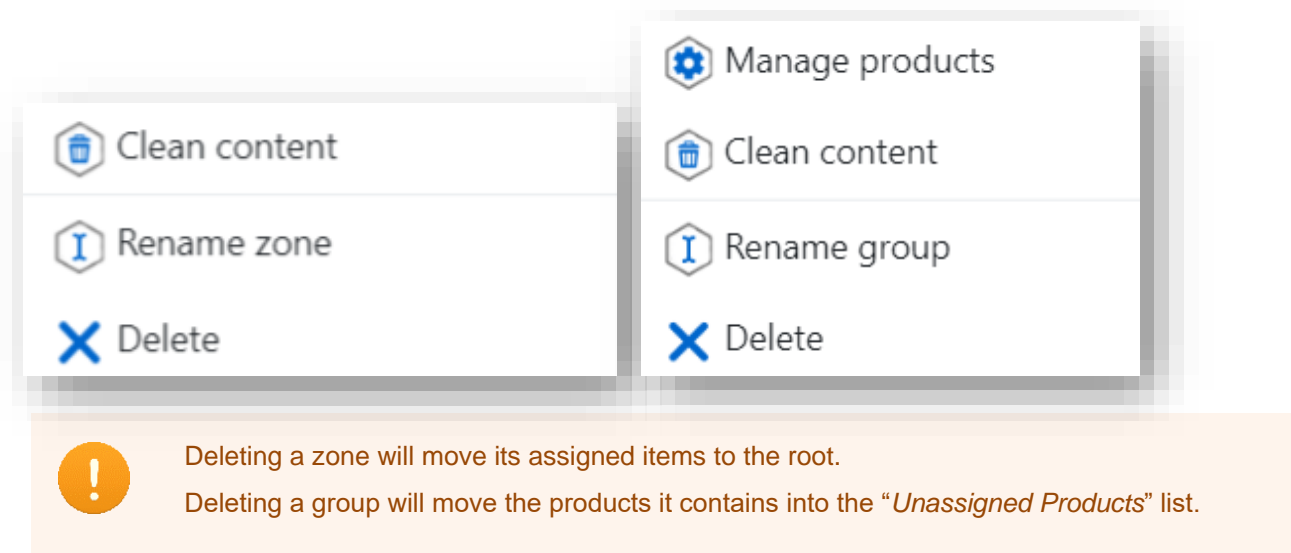 Clean content
Rename zone
Delete
Manage products
Clean content
Rename group
Delete
Deleting a zone will move its assigned items to the root.
Deleting a group will move the products it contains into the “Unassigned Products” list.